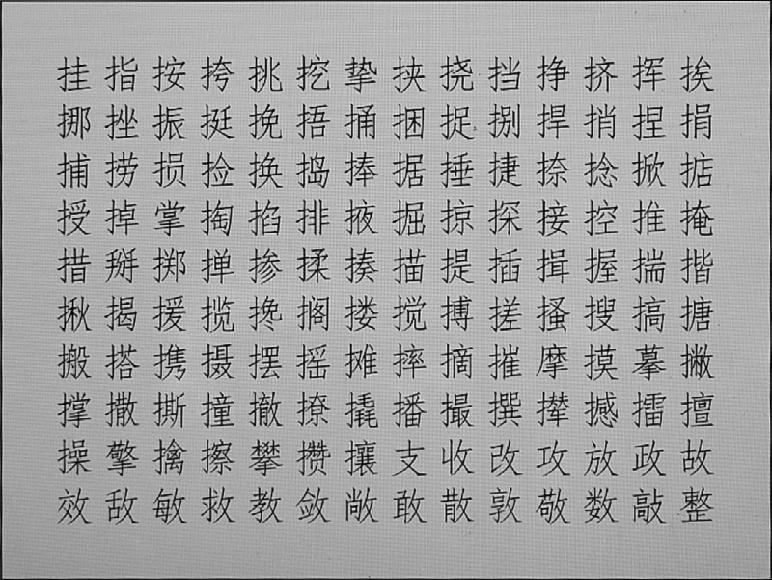 挂指按挎挑挖挚挟挠挡挣挤挥挨
挪挫振挺挽捂捅捆捉捌捍捎捏捐
捕捞损捡换捣捧据捶捷捺捻掀掂
授掉掌掏掐排掖掘掠探接控推掩
措掰掷掸掺揉揍描提插揖握揣揩
揪揭援揽搀搁搂搅搏搓搔搜搞搪
搬搭携摄摆摇摊摔摘摧摩摸摹撇
撑撒撕撞撤撩撬播撮撰撵撼擂擅
操擎擒擦攀攒攘支收改攻放政故
效敌敏救教敛敞敢散敦敬数敲整